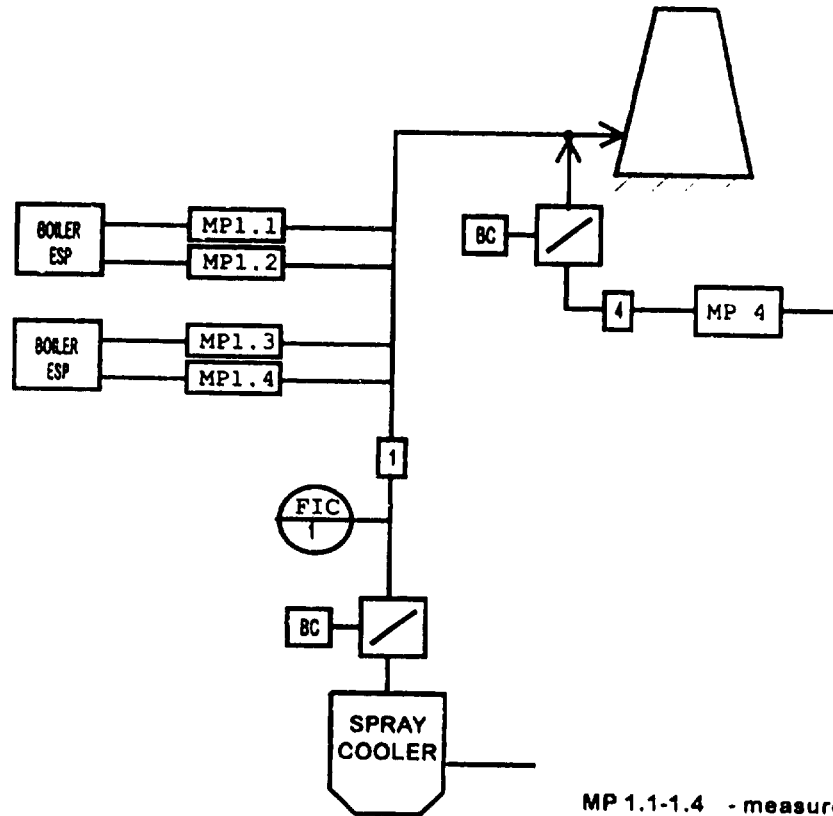 BOILER
ESP
MP1.1
MP1.2
BC
4
MP 4
BOILER
ESP
MP1.3
MP1.4
1
FIC
1
BC
SPRAY
COOLER
MP 1.1-1.4 - measure